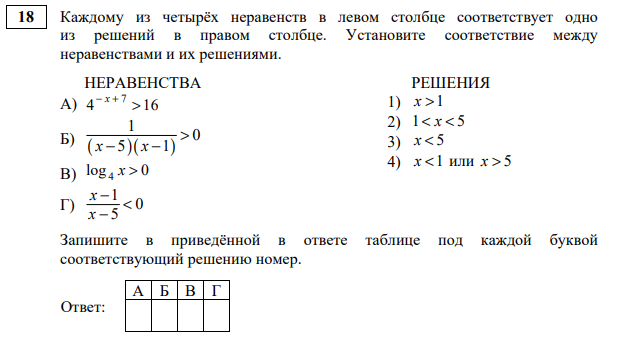 18 Каждому из четырёх неравенств в левом столбце соответствует одно
из решений в правом столбце. Установите соответствие между
неравенствами и их решениями.
НЕРАВЕНСТВА РЕШЕНИЯ
А) 4^{-x+7} > 16 1) x > 1
Б) \frac{1}{(x-5)(x-1)} > 0 2) 1 < x < 5
В) log_4 x > 0 3) x < 5
Г) \frac{x-1}{x-5} < 0 4) x < 1 или x > 5
Запишите в приведённой в ответе таблице под каждой буквой
соответствующий решению номер.
Ответ: А Б В Г